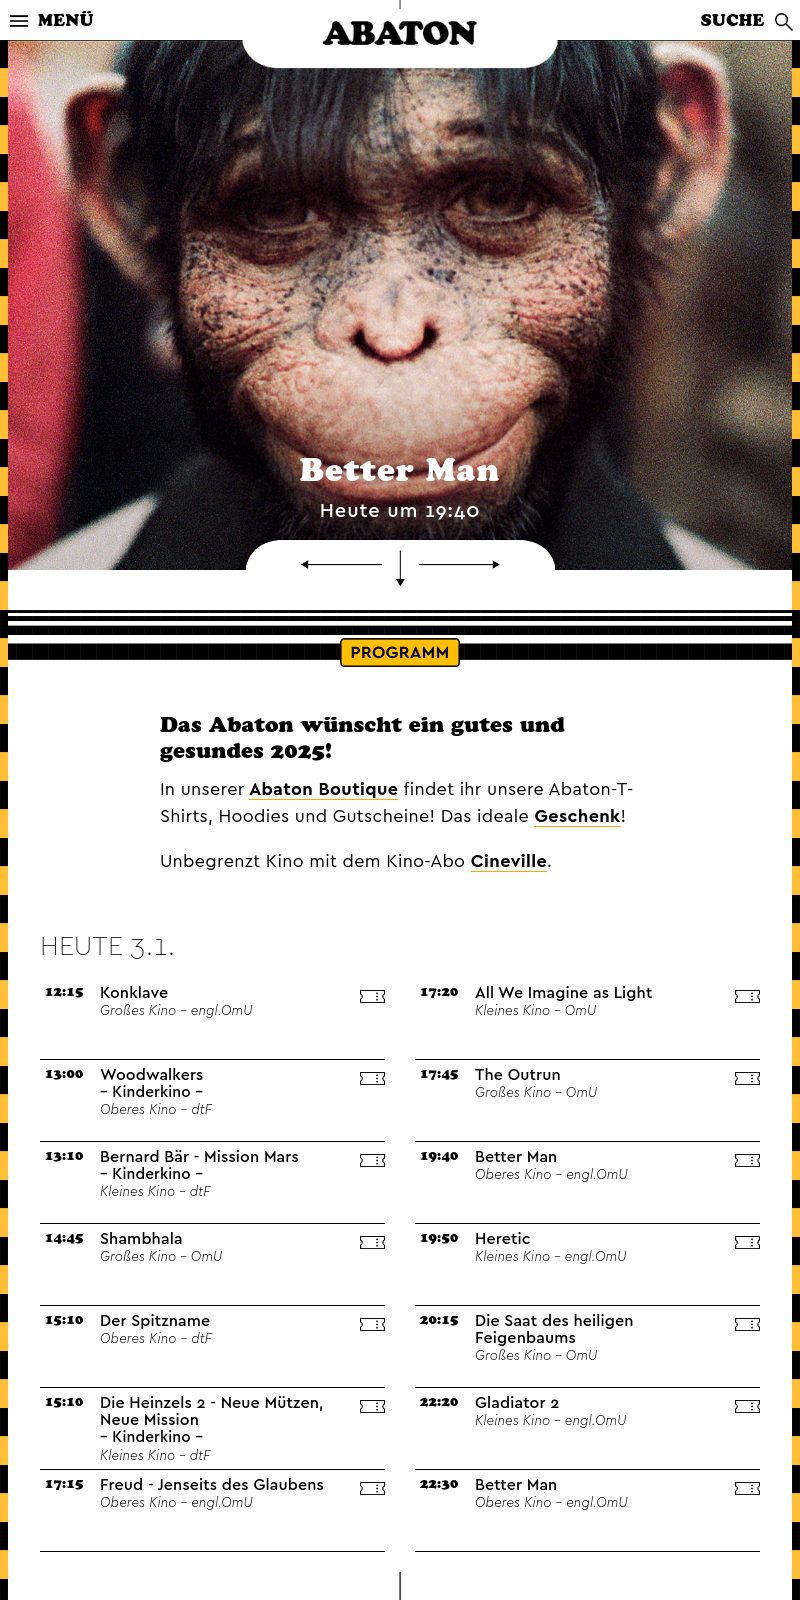 MENÜ
ABATON
SUCHE
Better Man
Heute um 19:40
PROGRAMM
Das Abaton wünscht ein gutes und
gesundes 2025!
In unserer Abaton Boutique findet ihr unsere Abaton-T-
Shirts, Hoodies und Gutscheine! Das ideale Geschenk!
Unbegrenzt Kino mit dem Kino-Abo Cineville.
HEUTE 3.1.
12:15 Konklave
Großes Kino – engl.OmU
13:00 Woodwalkers
– Kinderkino –
Oberes Kino – dtF
13:10 Bernard Bär - Mission Mars
– Kinderkino –
Kleines Kino – dtF
14:45 Shambhala
Großes Kino – OmU
15:10 Der Spitzname
Oberes Kino – dtF
15:10 Die Heinzels 2 - Neue Mützen,
Neue Mission
– Kinderkino –
Kleines Kino – dtF
17:15 Freud - Jenseits des Glaubens
Oberes Kino – engl.OmU
17:20 All We Imagine as Light
Kleines Kino – OmU
17:45 The Outrun
Großes Kino – OmU
19:40 Better Man
Oberes Kino – engl.OmU
19:50 Heretic
Kleines Kino – engl.OmU
20:15 Die Saat des heiligen
Feigenbaums
Großes Kino – OmU
22:20 Gladiator 2
Kleines Kino – engl.OmU
22:30 Better Man
Oberes Kino – engl.OmU